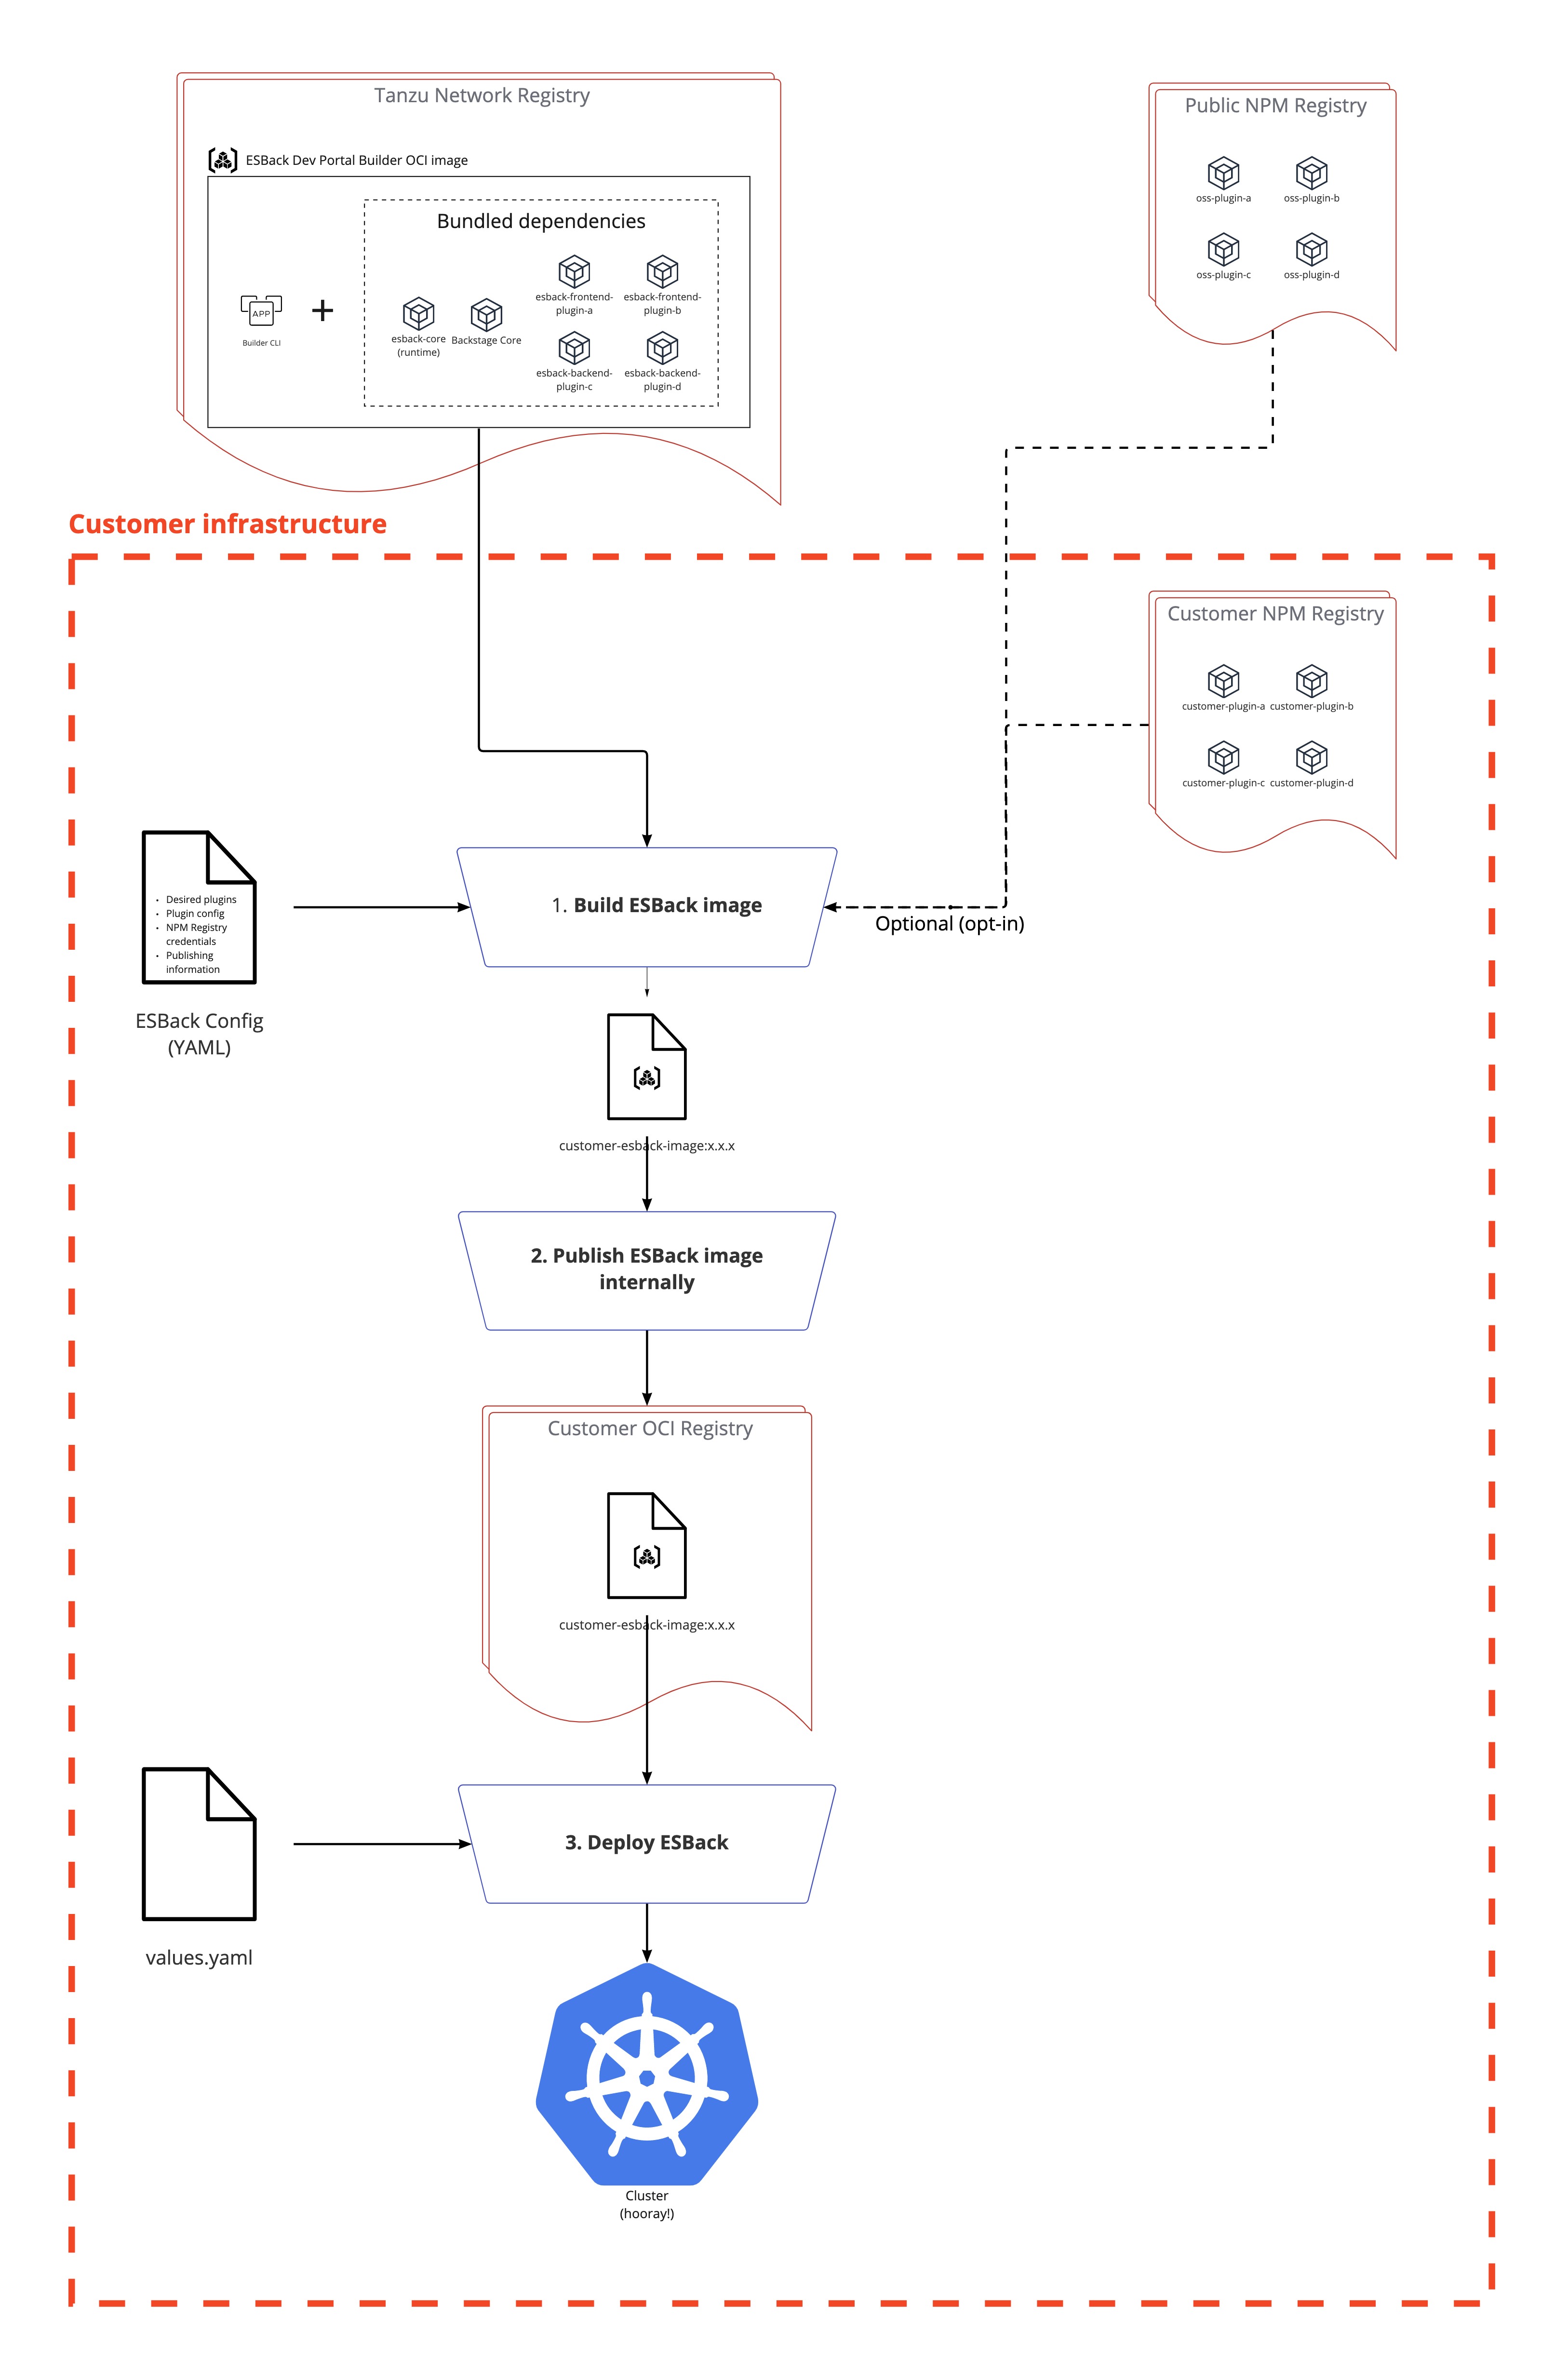 Tanzu Network Registry
ESBack Dev Portal Builder OCI image
Bundled dependencies
APP
Builder CLI
+
esback-core
(runtime)
Backstage Core
esback-frontend-
plugin-a
esback-frontend-
plugin-b
esback-backend-
plugin-c
esback-backend-
plugin-d
Public NPM Registry
oss-plugin-a
oss-plugin-b
oss-plugin-c
oss-plugin-d
Customer infrastructure
Customer NPM Registry
customer-plugin-a
customer-plugin-b
customer-plugin-c
customer-plugin-d
• Desired plugins
• Plugin config
• NPM Registry
credentials
• Publishing
information
ESBack Config
(YAML)
1. Build ESBack image
Optional (opt-in)
customer-esback-image:x.x.x
2. Publish ESBack image
internally
Customer OCI Registry
customer-esback-image:x.x.x
values.yaml
3. Deploy ESBack
Cluster
(hooray!)